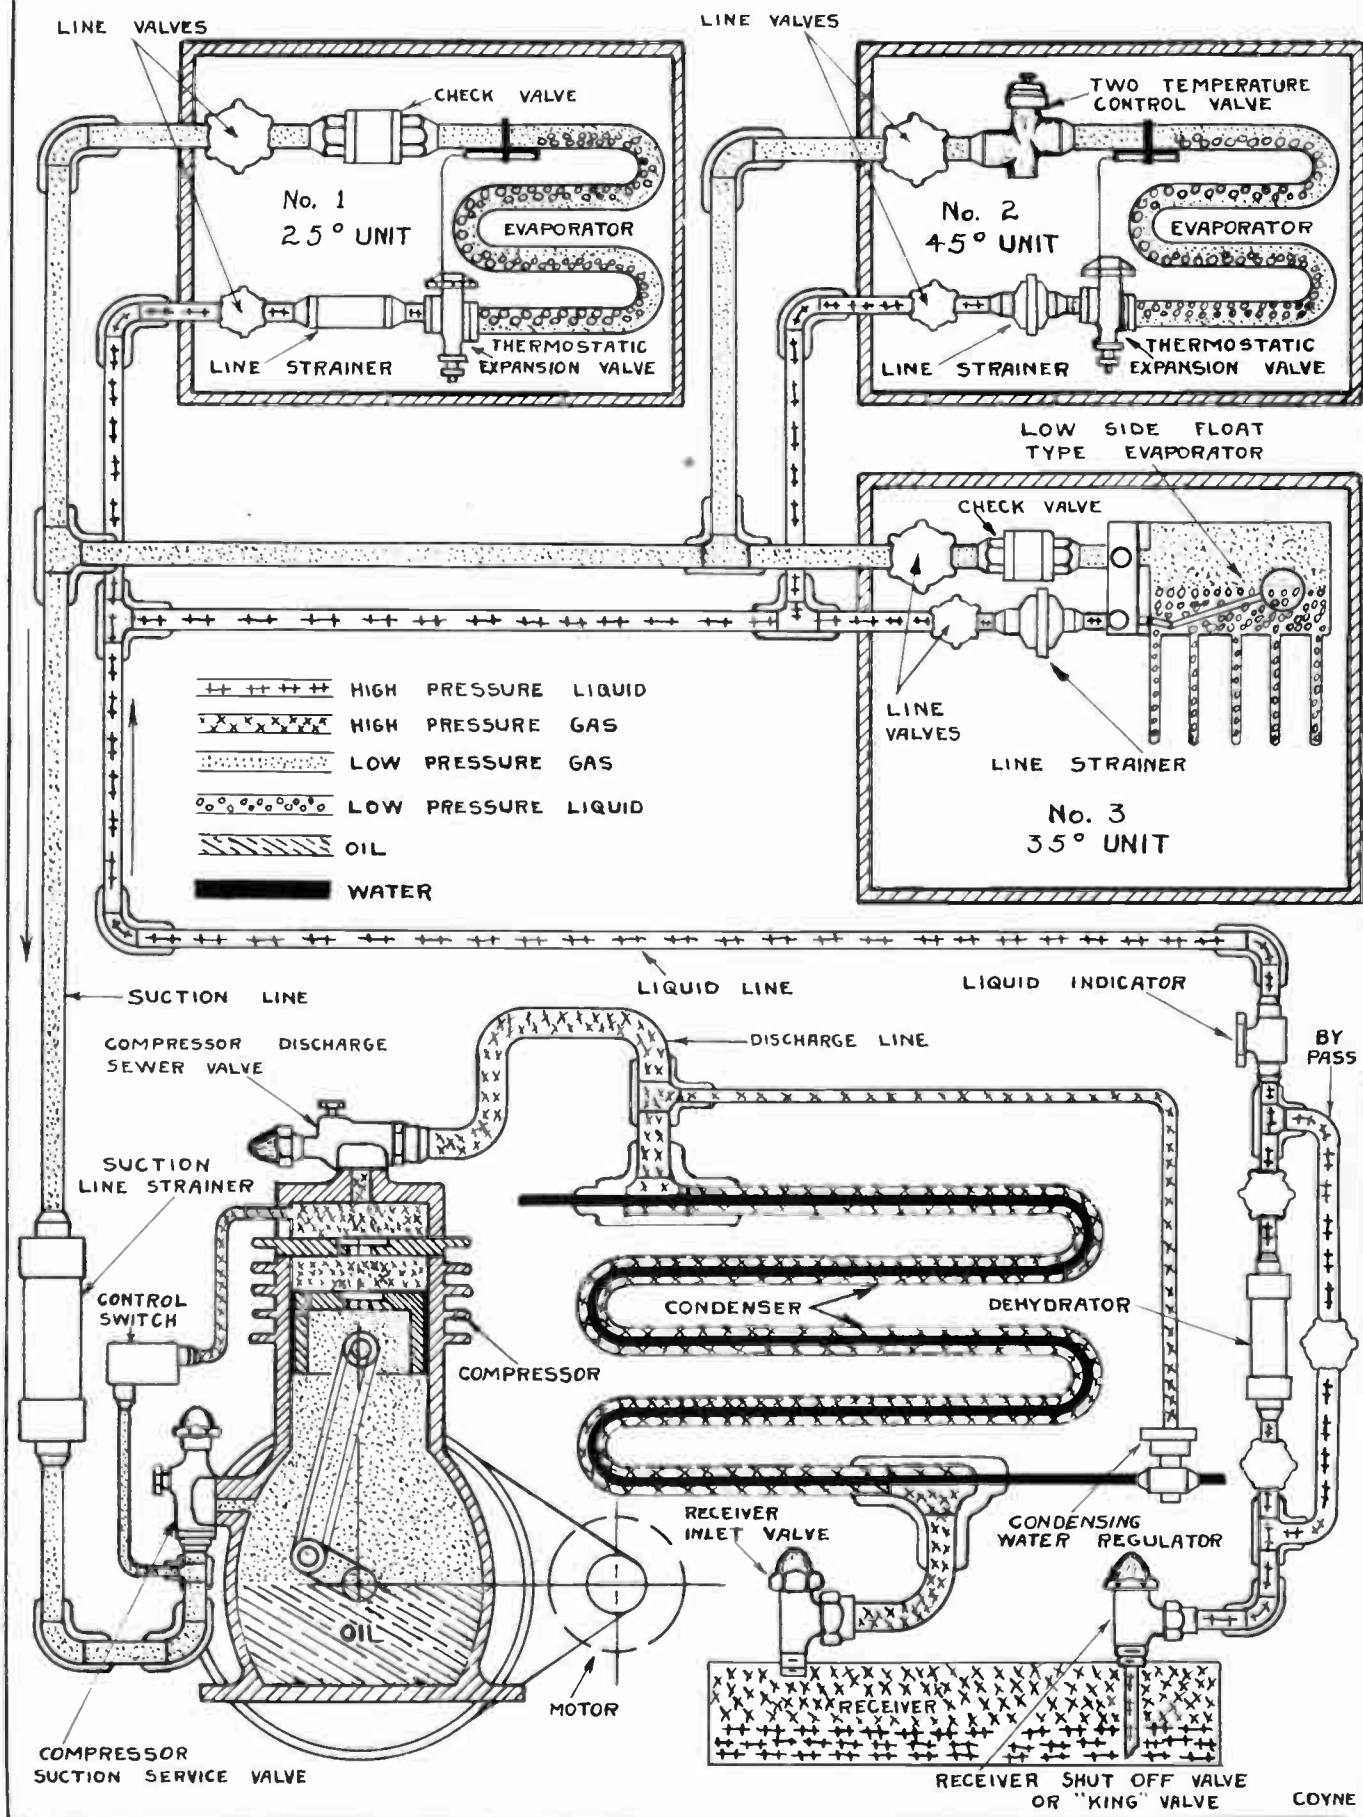 LINE VALVES
LINE VALVES
CHECK VALVE
TWO TEMPERATURE
CONTROL VALVE
No. 1
25° UNIT
EVAPORATOR
No. 2
45° UNIT
EVAPORATOR
LINE STRAINER
THERMOSTATIC
EXPANSION VALVE
LINE STRAINER
THERMOSTATIC
EXPANSION VALVE
LOW SIDE FLOAT
TYPE EVAPORATOR
CHECK VALVE
HIGH PRESSURE LIQUID
HIGH PRESSURE GAS
LOW PRESSURE GAS
LOW PRESSURE LIQUID
OIL
WATER
LINE
VALVES
LINE STRAINER
No. 3
35° UNIT
SUCTION LINE
LIQUID LINE
LIQUID INDICATOR
COMPRESSOR DISCHARGE
SEWER VALVE
DISCHARGE LINE
BY
PASS
SUCTION
LINE STRAINER
CONTROL
SWITCH
CONDENSER
DEHYDRATOR
COMPRESSOR
RECEIVER
INLET VALVE
CONDENSING
WATER REGULATOR
OIL
MOTOR
RECEIVER
COMPRESSOR
SUCTION SERVICE VALVE
RECEIVER SHUT OFF VALVE
OR "KING" VALVE
COYNE